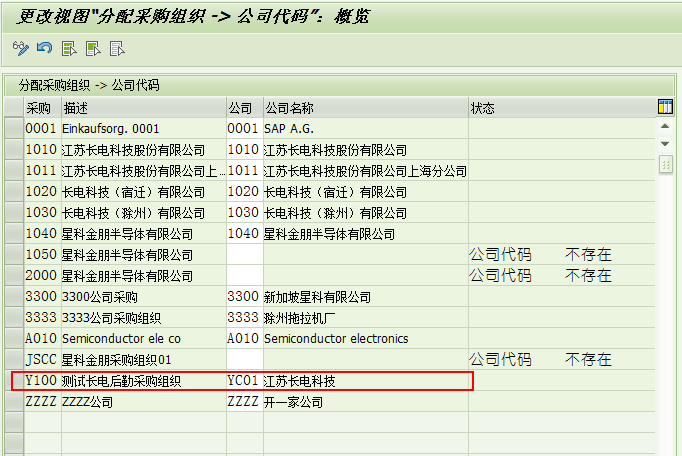 更改视图"分配采购组织 -> 公司代码": 概览
分配采购组织 -> 公司代码
采购 描述 公司 公司名称 状态
0001 Einkaufsorg. 0001 0001 SAP A.G.
1010 江苏长电科技股份有限公司 1010 江苏长电科技股份有限公司
1011 江苏长电科技股份有限公司上... 1011 江苏长电科技股份有限公司上海分公司
1020 长电科技（宿迁）有限公司 1020 长电科技（宿迁）有限公司
1030 长电科技（滁州）有限公司 1030 长电科技（滁州）有限公司
1040 星科金朋半导体有限公司 1040 星科金朋半导体有限公司
1050 星科金朋半导体有限公司 公司代码 不存在
2000 星科金朋半导体有限公司 公司代码 不存在
3300 3300公司采购 3300 新加坡星科有限公司
3333 3333公司采购组织 3333 滁州拖拉机厂
A010 Semiconductor ele co A010 Semiconductor electronics
JSCC 星科金朋采购组织01 公司代码 不存在
Y100 测试长电后勤采购组织 YC01 江苏长电科技
ZZZZ ZZZZ公司 ZZZZ 开一家公司